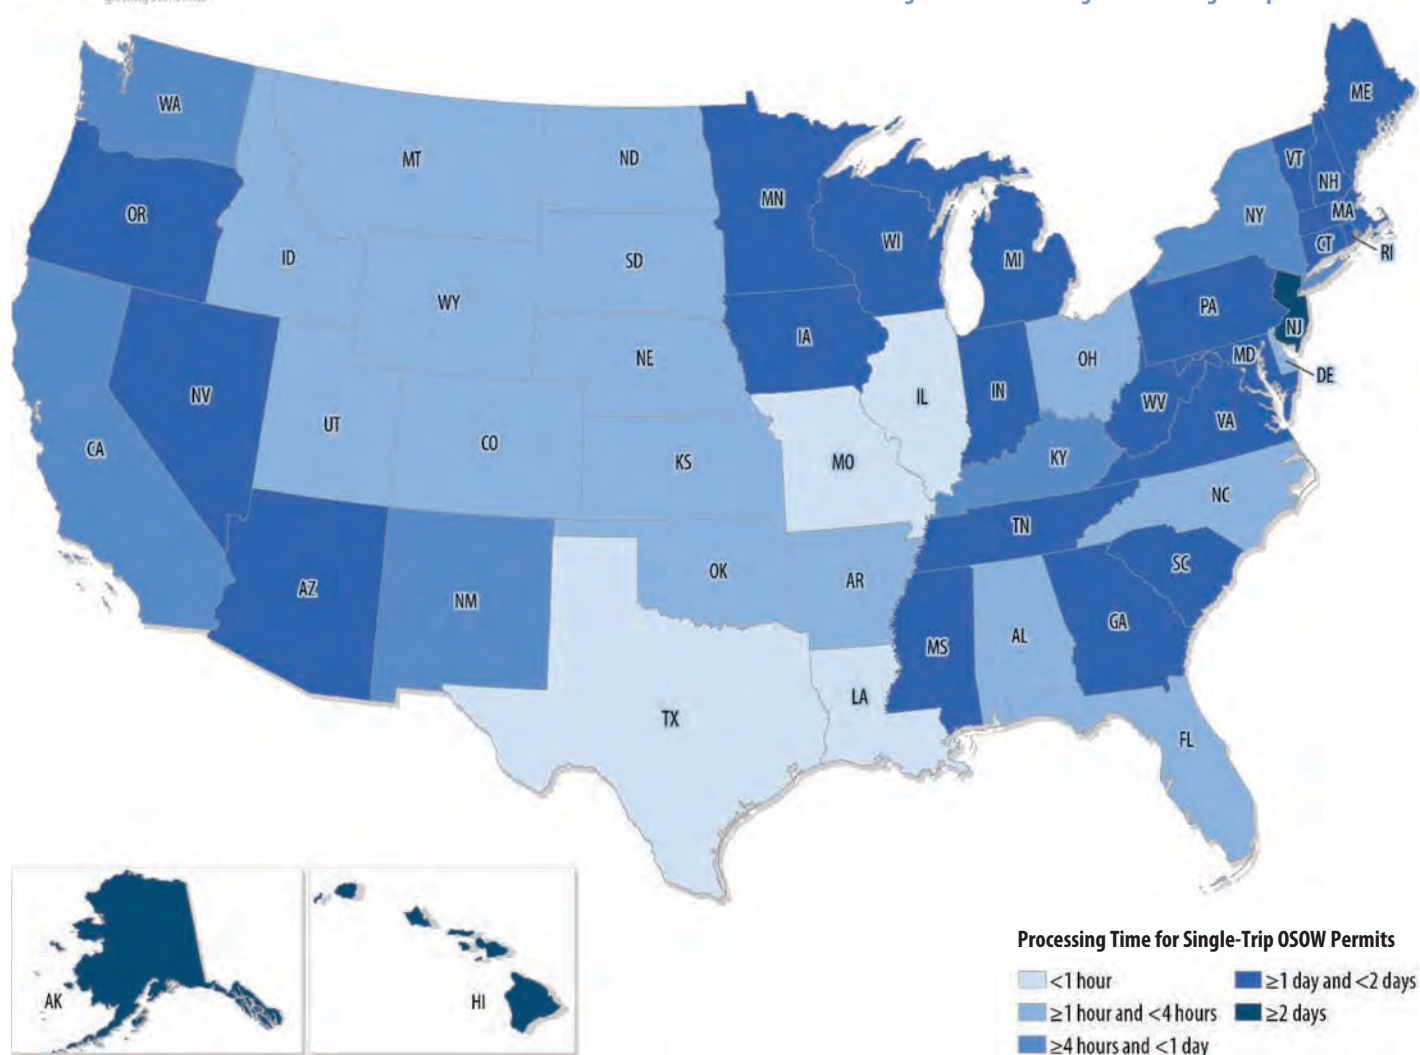 WA
MT
ND
MN
ME
VT
NH
OR
ID
SD
WI
MI
NY
MA
CT
RI
WY
IA
PA
NJ
NE
OH
MD
DE
NV
UT
CO
IL
IN
WV
VA
CA
KS
MO
KY
NC
TN
AZ
NM
OK
AR
SC
MS
AL
GA
LA
TX
FL
AK
HI
Processing Time for Single-Trip OSOW Permits
<1 hour
≥1 hour and <4 hours
≥4 hours and <1 day
≥1 day and <2 days
≥2 days